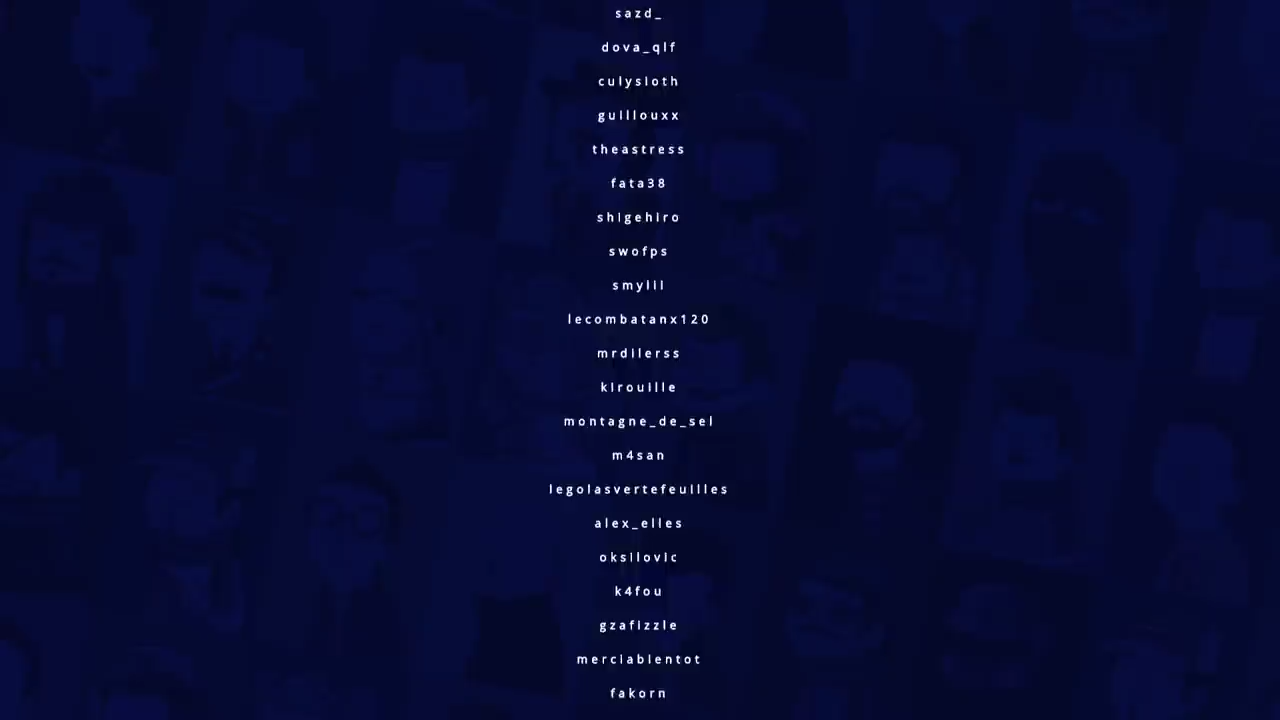 sazd_
dova_qlf
culysloth
guillouxx
theastress
fata38
shigehiro
swofps
smylil
lecombatanx120
mrdilerss
kirouille
montagne_de_sel
m4san
legolasvertefeuilles
alex_elles
oksilovic
k4fou
gzafizzle
merciabientot
fakorn